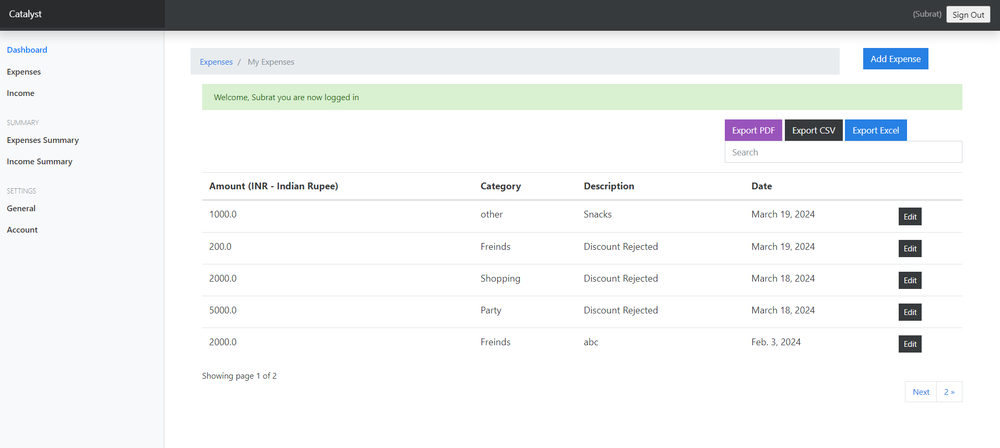 Catalyst
(Subrat) Sign Out
Dashboard
Expenses
Income
SUMMARY
Expenses Summary
Income Summary
SETTINGS
General
Account
Expenses / My Expenses
Add Expense
Welcome, Subrat you are now logged in
Export PDF Export CSV Export Excel
Search
Amount (INR - Indian Rupee) Category Description Date
1000.0 other Snacks March 19, 2024 Edit
200.0 Freinds Discount Rejected March 19, 2024 Edit
2000.0 Shopping Discount Rejected March 18, 2024 Edit
5000.0 Party Discount Rejected March 18, 2024 Edit
2000.0 Freinds abc Feb. 3, 2024 Edit
Showing page 1 of 2
Next 2 »